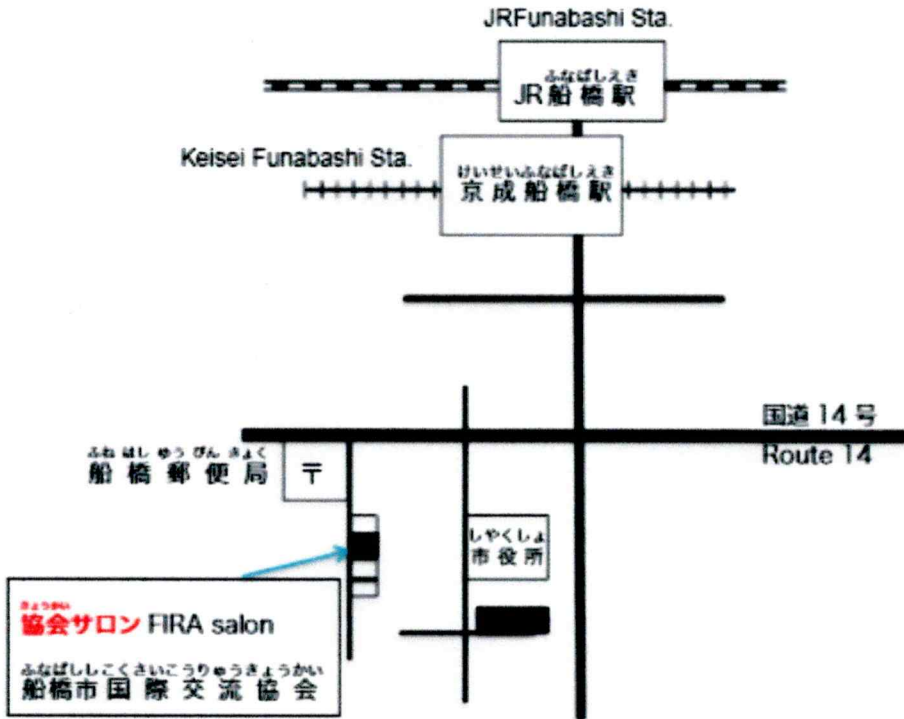 JRFunabashi Sta.
ふなばしえき
JR船橋駅
Keisei Funabashi Sta.
けいせいふなばしえき
京成船橋駅
国道14号
Route 14
ふねはしゆうびんきょく
船橋郵便局
〒
しやくしょ
市役所
きょうかい
協会サロン FIRA salon
ふなばししこくさいこうりゅうきょうかい
船橋市国際交流協会